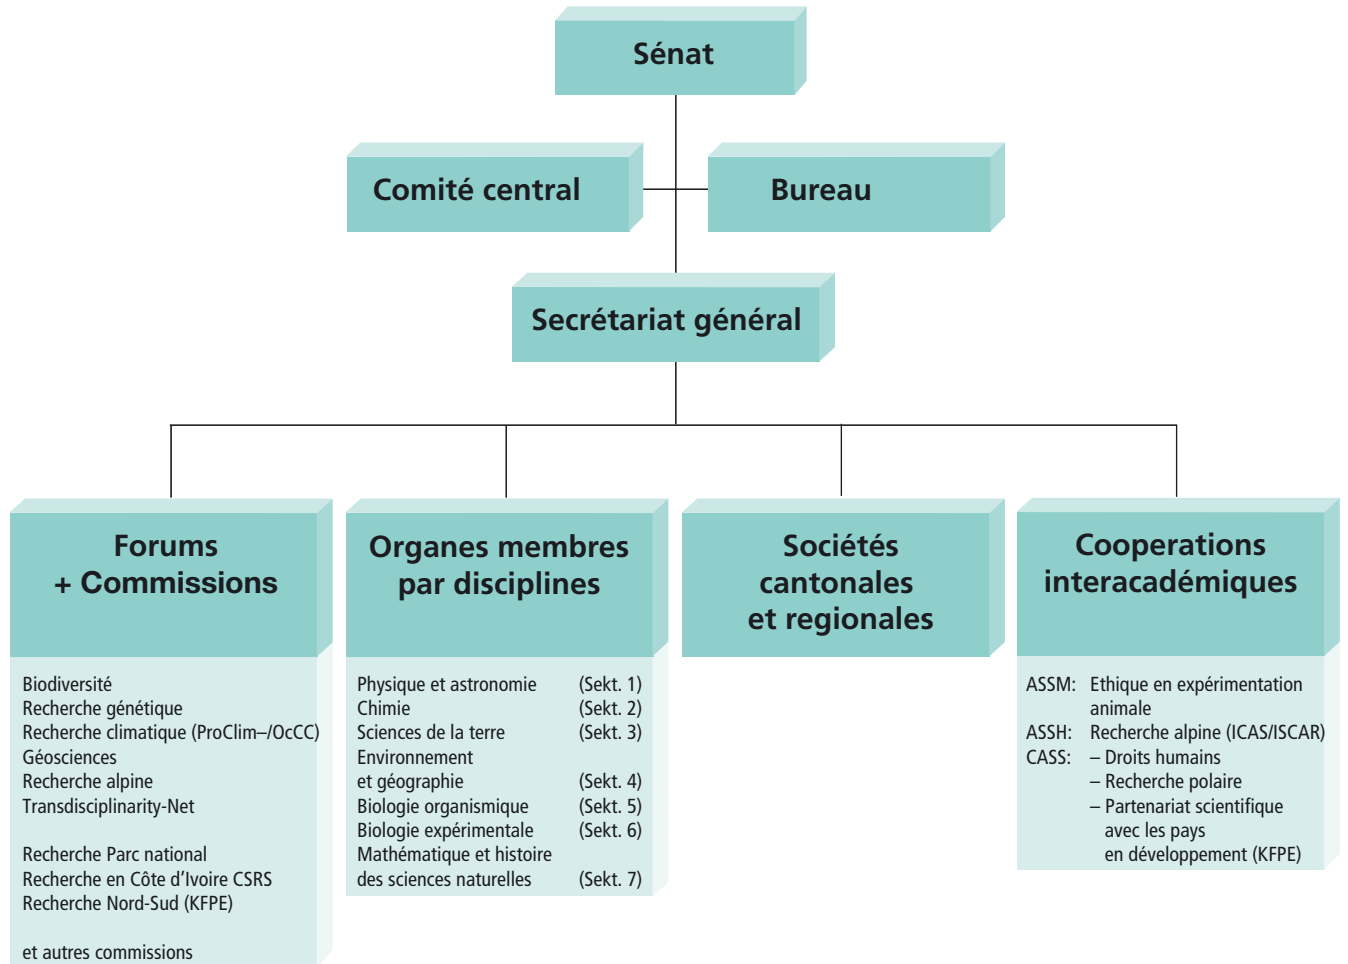 Sénat
Comité central
Bureau
Secrétariat général
Forums
+ Commissions
Biodiversité
Recherche génétique
Recherche climatique (ProClim–/OcCC)
Géosciences
Recherche alpine
Transdisciplinarity-Net
Recherche Parc national
Recherche en Côte d'Ivoire CSRS
Recherche Nord-Sud (KFPE)
et autres commissions
Organes membres
par disciplines
Physique et astronomie (Sekt. 1)
Chimie (Sekt. 2)
Sciences de la terre (Sekt. 3)
Environnement
et géographie (Sekt. 4)
Biologie organismique (Sekt. 5)
Biologie expérimentale (Sekt. 6)
Mathématique et histoire
des sciences naturelles (Sekt. 7)
Sociétés
cantonales
et regionales
Cooperations
interacadémiques
ASSM: Ethique en expérimentation
animale
ASSH: Recherche alpine (ICAS/ISCAR)
CASS: – Droits humains
– Recherche polaire
– Partenariat scientifique
avec les pays
en développement (KFPE)